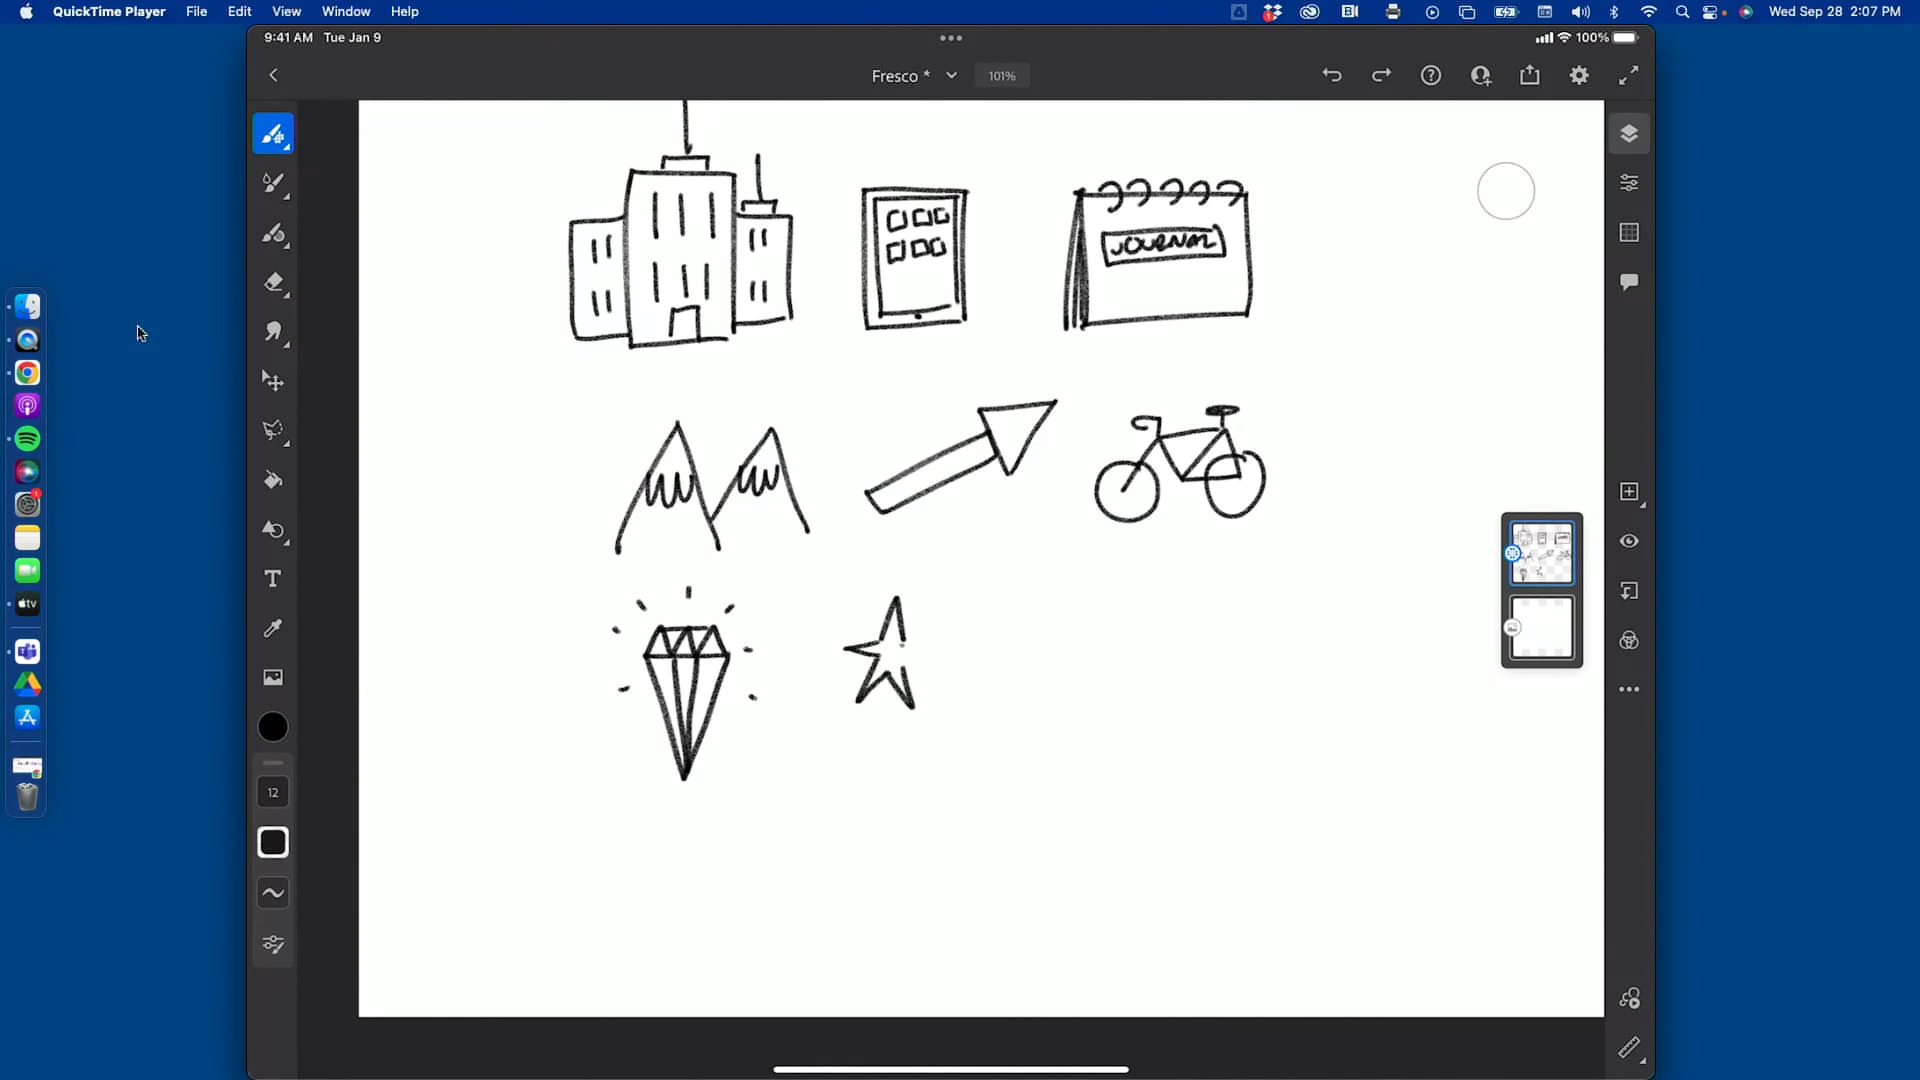 QuickTime Player File Edit View Window Help
Wed Sep 28 2:07 PM
9:41 AM Tue Jan 9
100%
Fresco *
101%
JOURNAL
T
12
tv